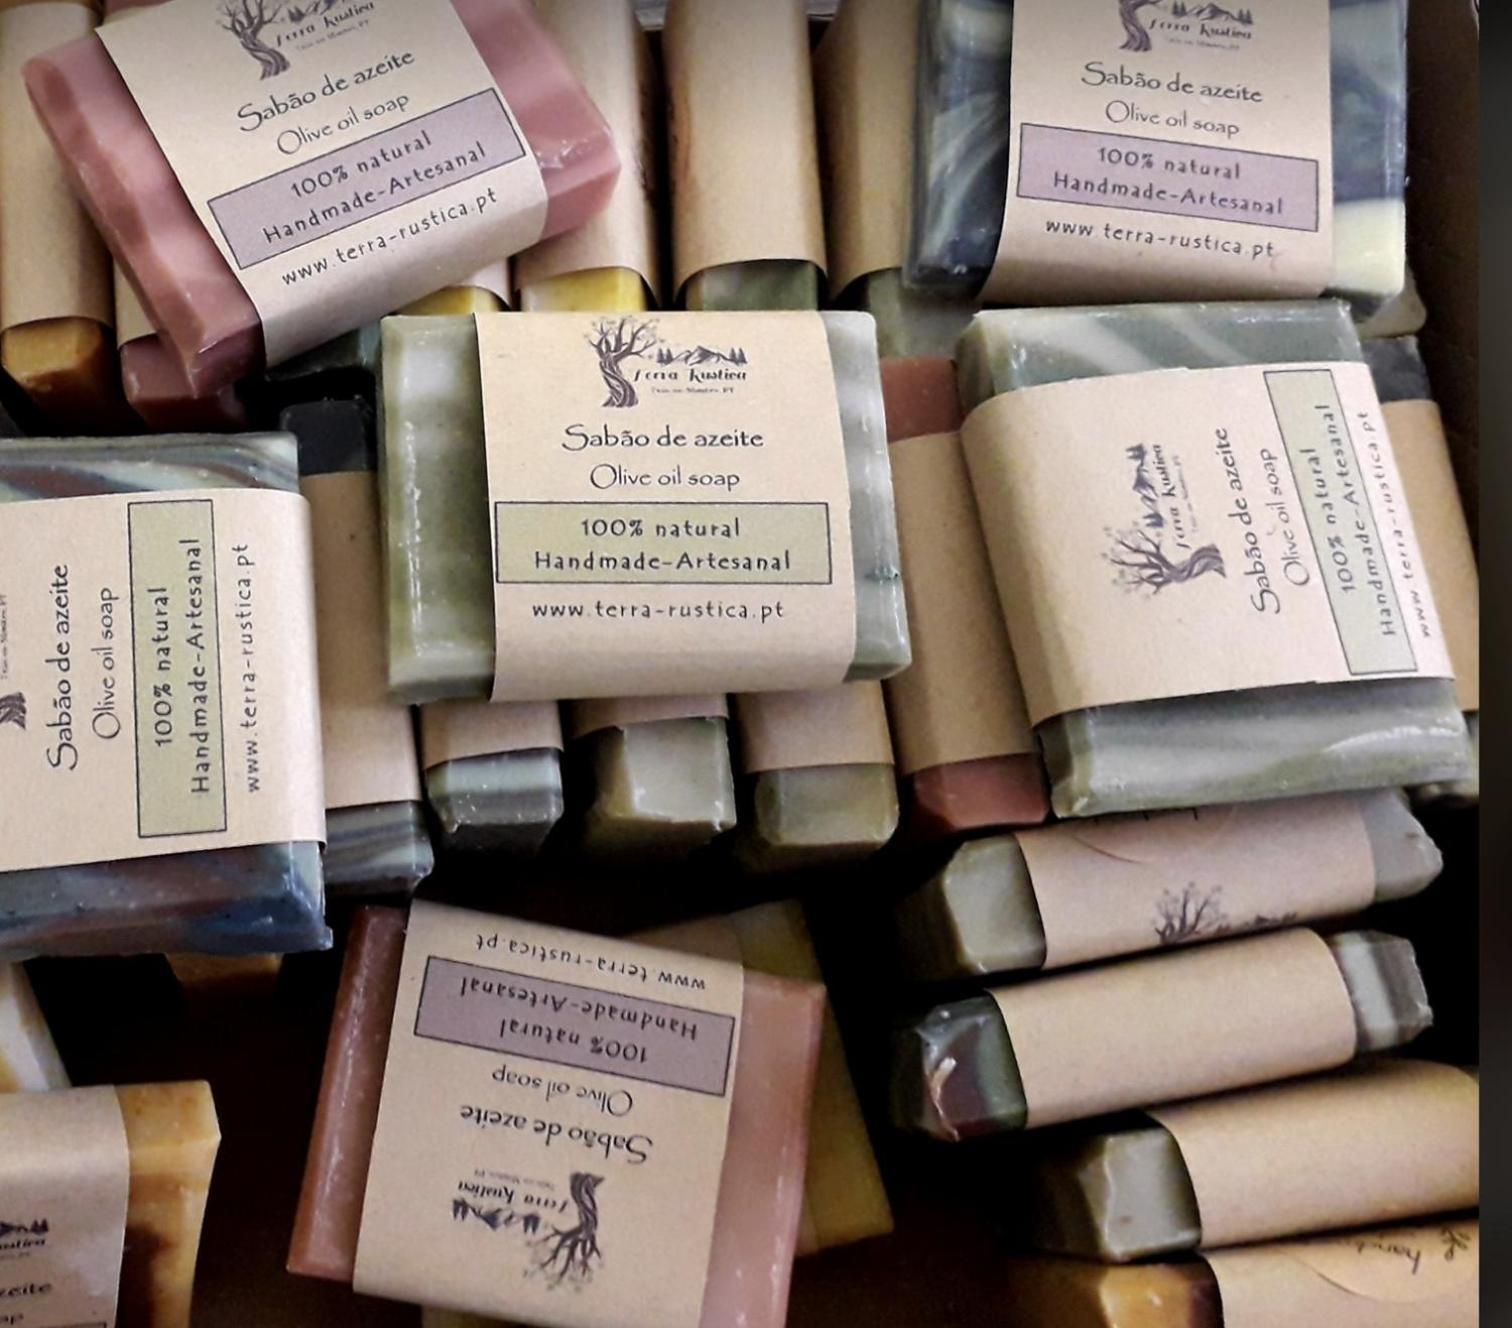 Terra Rustica
Sabão de azeite
Olive oil soap
100% natural
Handmade-Artesanal
www.terra-rustica.pt
Terra Rustica
Sabão de azeite
Olive oil soap
100% natural
Handmade-Artesanal
www.terra-rustica.pt
Terra Rustica
Sabão de azeite
Olive oil soap
100% natural
Handmade-Artesanal
www.terra-rustica.pt
Terra Rustica
Sabão de azeite
Olive oil soap
100% natural
Handmade-Artesanal
www.terra-rustica.pt
Sabão de azeite
Olive oil soap
100% natural
Handmade-Artesanal
www.terra-rustica.pt
Terra Rustica
Sabão de azeite
Olive oil soap
100% natural
Handmade-Artesanal
www.terra-rustica.pt